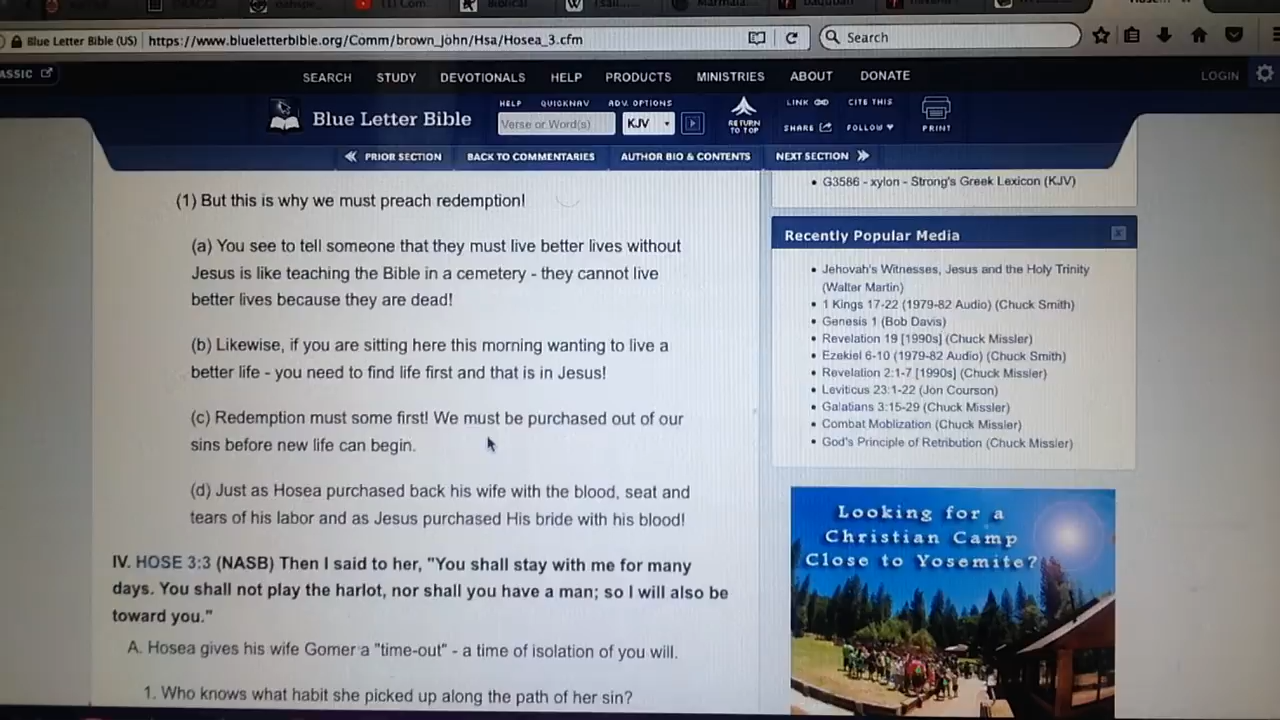 Blue Letter Bible (US)
https://www.blueletterbible.org/Comm/brown_john/Hsa/Hosea_3.cfm
Search
ASSIC
SEARCH STUDY DEVOTIONALS HELP PRODUCTS MINISTRIES ABOUT DONATE
LOGIN
HELP QUICKNAV ADV. OPTIONS
Blue Letter Bible
Verse or Word(s)
KJV
RETURN
TO TOP
LINK CITE THIS
SHARE FOLLOW
PRINT
PRIOR SECTION BACK TO COMMENTARIES AUTHOR BIO & CONTENTS NEXT SECTION
(1) But this is why we must preach redemption!
(a) You see to tell someone that they must live better lives without
Jesus is like teaching the Bible in a cemetery - they cannot live
better lives because they are dead!
(b) Likewise, if you are sitting here this morning wanting to live a
better life - you need to find life first and that is in Jesus!
(c) Redemption must some first! We must be purchased out of our
sins before new life can begin.
(d) Just as Hosea purchased back his wife with the blood, seat and
tears of his labor and as Jesus purchased His bride with his blood!
IV. HOSE 3:3 (NASB) Then I said to her, "You shall stay with me for many
days. You shall not play the harlot, nor shall you have a man; so I will also be
toward you."
A. Hosea gives his wife Gomer a "time-out" - a time of isolation of you will.
1. Who knows what habit she picked up along the path of her sin?
• G3586 - xylon - Strong's Greek Lexicon (KJV)
Recently Popular Media
• Jehovah's Witnesses, Jesus and the Holy Trinity
(Walter Martin)
• 1 Kings 17-22 (1979-82 Audio) (Chuck Smith)
• Genesis 1 (Bob Davis)
• Revelation 19 [1990s] (Chuck Missler)
• Ezekiel 6-10 (1979-82 Audio) (Chuck Smith)
• Revelation 2:1-7 [1990s] (Chuck Missler)
• Leviticus 23:1-22 (Jon Courson)
• Galatians 3:15-29 (Chuck Missler)
• Combat Moblization (Chuck Missler)
• God's Principle of Retribution (Chuck Missler)
Looking for a
Christian Camp
Close to Yosemite?